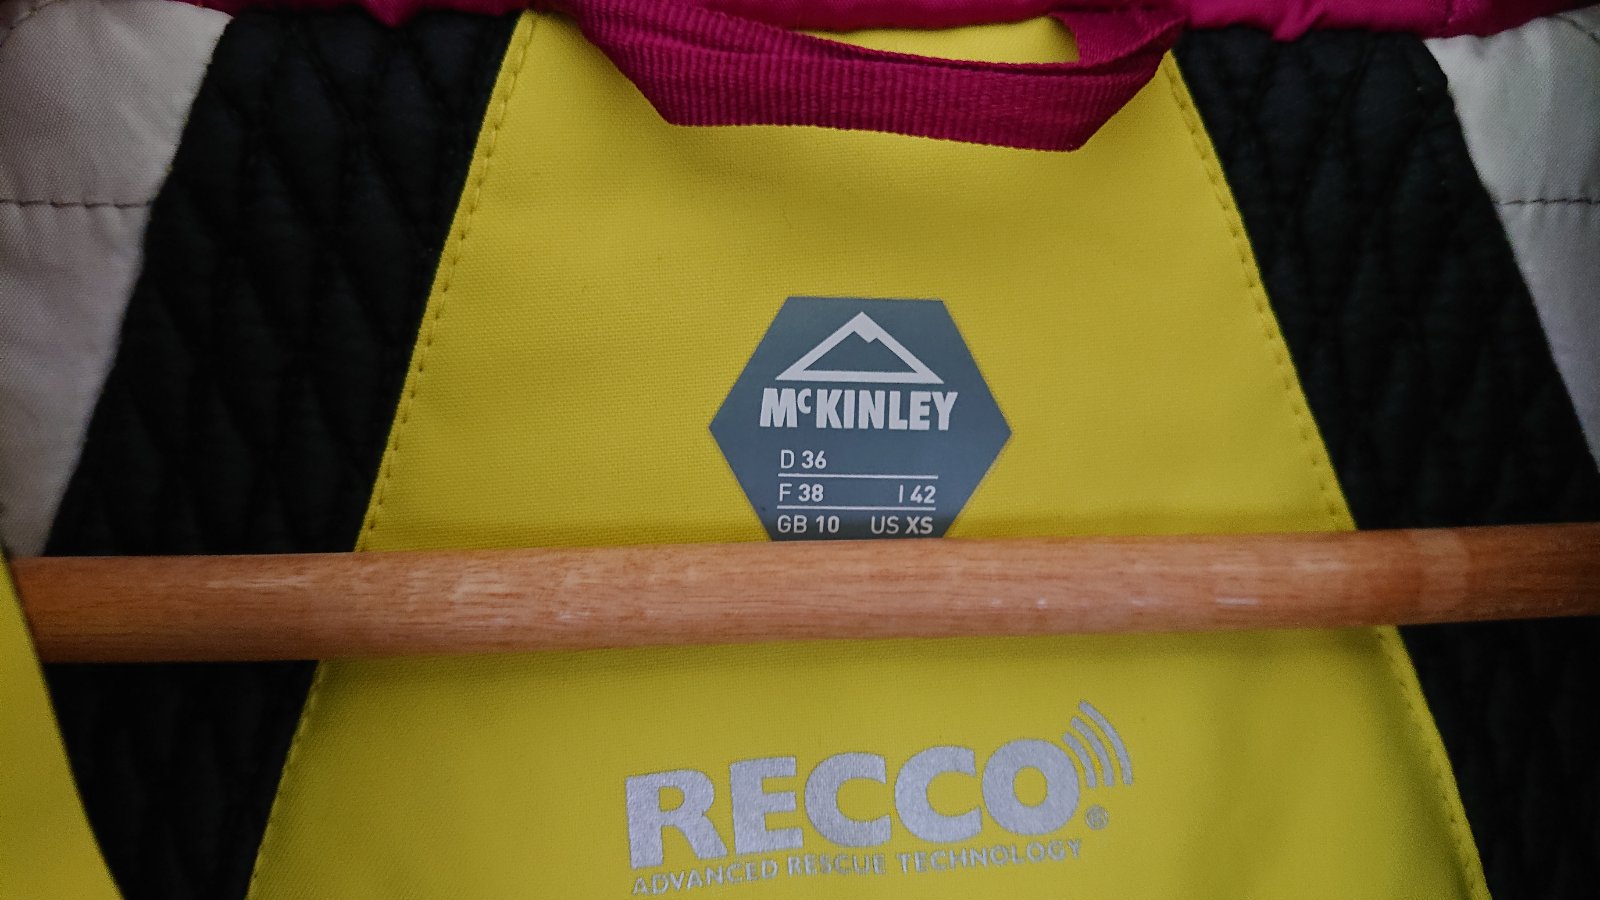 McKINLEY
D 36
F 38 I 42
GB 10 US XS
RECCO®
ADVANCED RESCUE TECHNOLOGY